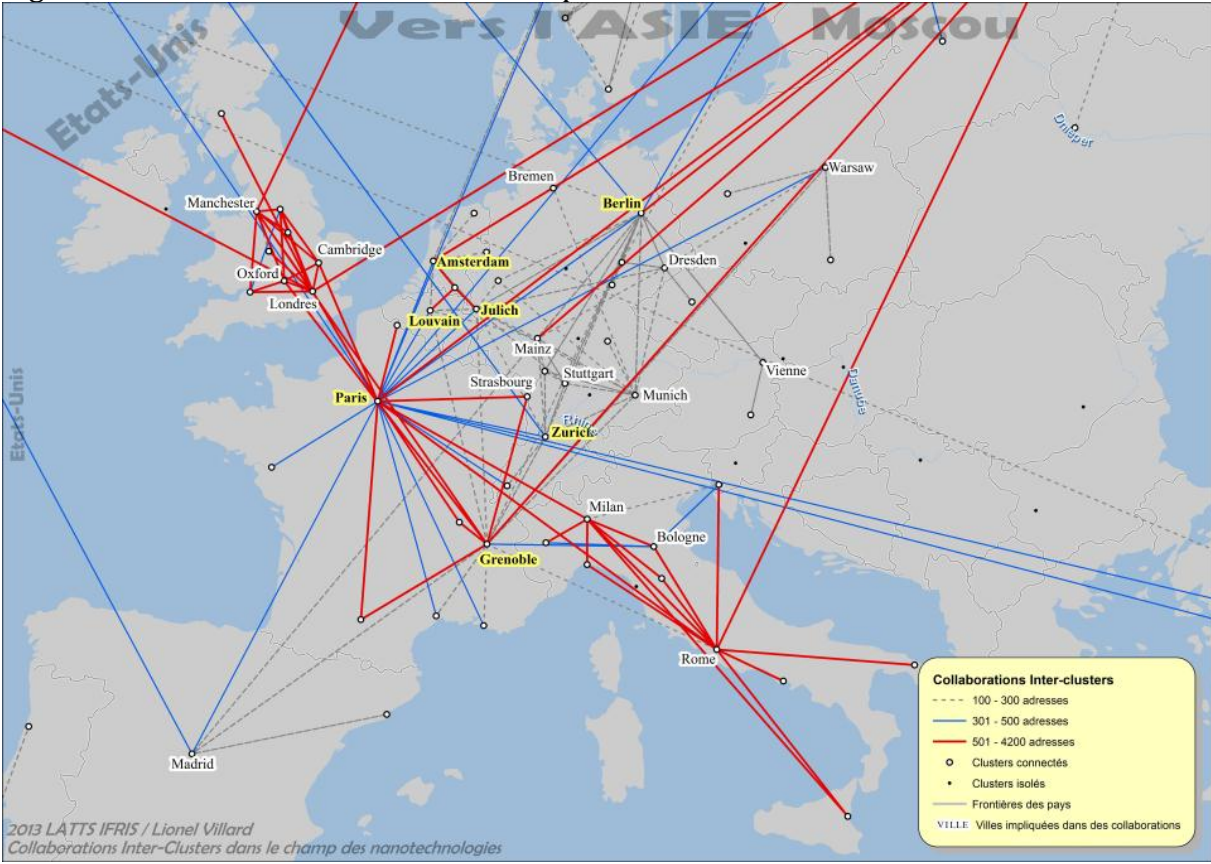 Vers l'ASIE Moscou
Etats-Unis
Dnieper
Warsaw
Bremen
Manchester
Berlin
Cambridge
Amsterdam
Dresden
Oxford
Londres
Louvain
Julich
Mainz
Vienne
Danube
Strasbourg
Stuttgart
Munich
Paris
Etats-Unis
Rhin
Zurich
Milan
Bologne
Grenoble
Rome
Madrid
Collaborations Inter-clusters
100 - 300 adresses
301 - 500 adresses
501 - 4200 adresses
Clusters connectés
Clusters isolés
Frontières des pays
VILLE Villes impliquées dans des collaborations
2013 LATTS IFRIS / Lionel Villard
Collaborations Inter-Clusters dans le champ des nanotechnologies